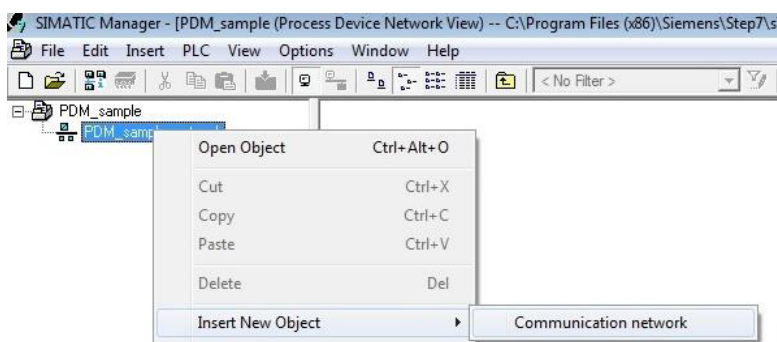 SIMATIC Manager - [PDM_sample (Process Device Network View) -- C:\Program Files (x86)\Siemens\Step7\s
File Edit Insert PLC View Options Window Help
< No Filter >
PDM_sample
Open Object Ctrl+Alt+O
Cut Ctrl+X
Copy Ctrl+C
Paste Ctrl+V
Delete Del
Insert New Object Communication network